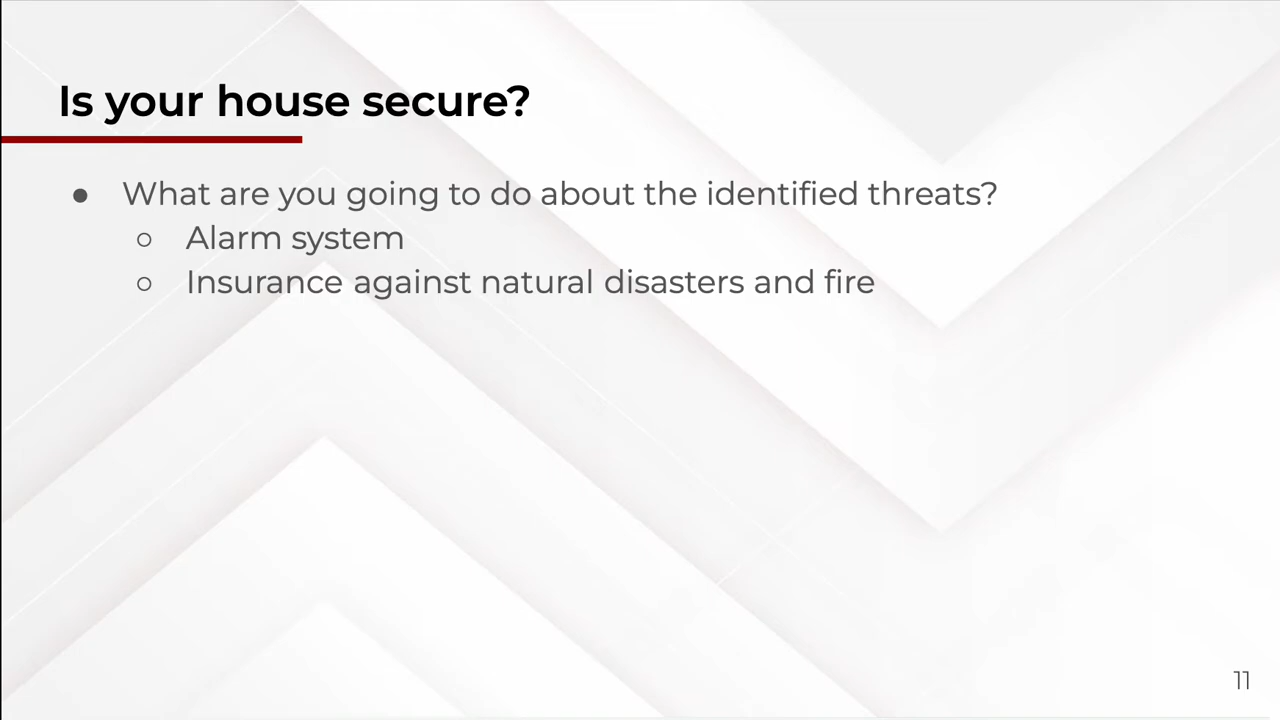 Is your house secure?
● What are you going to do about the identified threats?
○ Alarm system
○ Insurance against natural disasters and fire
11